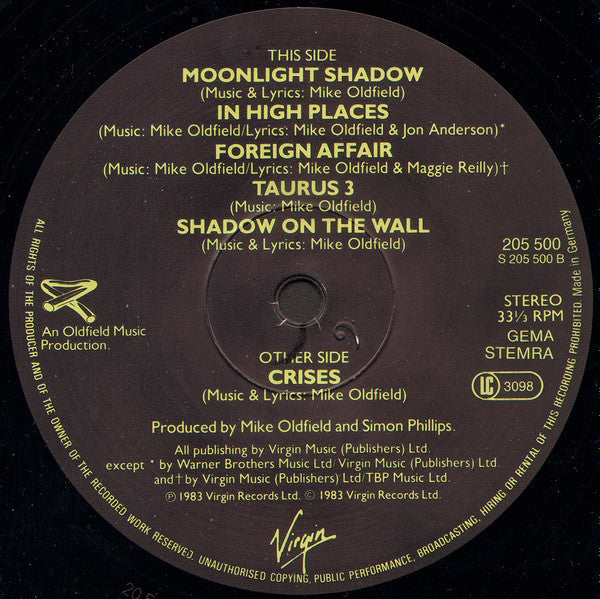 THIS SIDE
MOONLIGHT SHADOW
(Music & Lyrics: Mike Oldfield)
IN HIGH PLACES
(Music: Mike Oldfield/Lyrics: Mike Oldfield & Jon Anderson)*
FOREIGN AFFAIR
(Music: Mike Oldfield/Lyrics: Mike Oldfield & Maggie Reilly)†
TAURUS 3
(Music: Mike Oldfield)
SHADOW ON THE WALL
(Music & Lyrics: Mike Oldfield)
205 500
S 205 500 B
STEREO
33⅓ RPM
GEMA
STEMRA
LC 3098
An Oldfield Music
Production.
OTHER SIDE
CRISES
(Music & Lyrics: Mike Oldfield)
Produced by Mike Oldfield and Simon Phillips.
All publishing by Virgin Music (Publishers) Ltd.
except * by Warner Brothers Music Ltd/Virgin Music (Publishers) Ltd.
and † by Virgin Music (Publishers) Ltd/TBP Music Ltd.
℗ 1983 Virgin Records Ltd. © 1983 Virgin Records Ltd.
Virgin
ALL RIGHTS OF THE PRODUCER AND OF THE OWNER OF THE RECORDED WORK RESERVED. UNAUTHORISED COPYING, PUBLIC PERFORMANCE, BROADCASTING, HIRING OR RENTAL OF THIS RECORDING PROHIBITED. Made in Germany